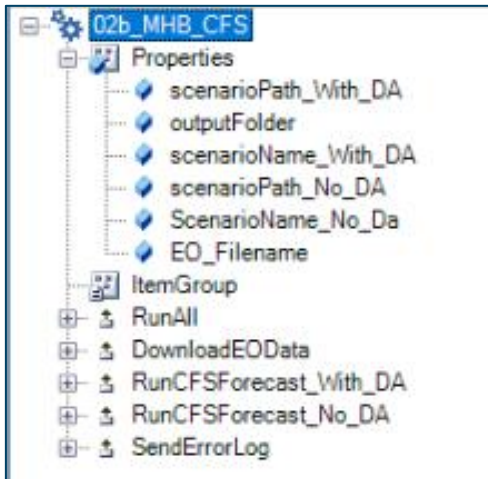 02b_MHB_CFS
Properties
scenarioPath_With_DA
outputFolder
scenarioName_With_DA
scenarioPath_No_DA
ScenarioName_No_Da
EO_Filename
ItemGroup
RunAll
DownloadEOData
RunCFSForecast_With_DA
RunCFSForecast_No_DA
SendErrorLog